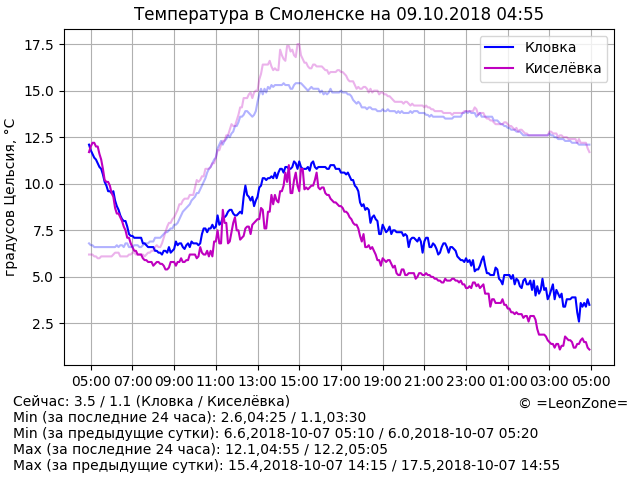 Температура в Смоленске на 09.10.2018 04:55
градусов Цельсия, °C
17.5
15.0
12.5
10.0
7.5
5.0
2.5
Кловка
Киселёвка
05:00 07:00 09:00 11:00 13:00 15:00 17:00 19:00 21:00 23:00 01:00 03:00 05:00
Сейчас: 3.5 / 1.1 (Кловка / Киселёвка)
© =LeonZone=
Min (за последние 24 часа): 2.6,04:25 / 1.1,03:30
Min (за предыдущие сутки): 6.6,2018-10-07 05:10 / 6.0,2018-10-07 05:20
Max (за последние 24 часа): 12.1,04:55 / 12.2,05:05
Max (за предыдущие сутки): 15.4,2018-10-07 14:15 / 17.5,2018-10-07 14:55